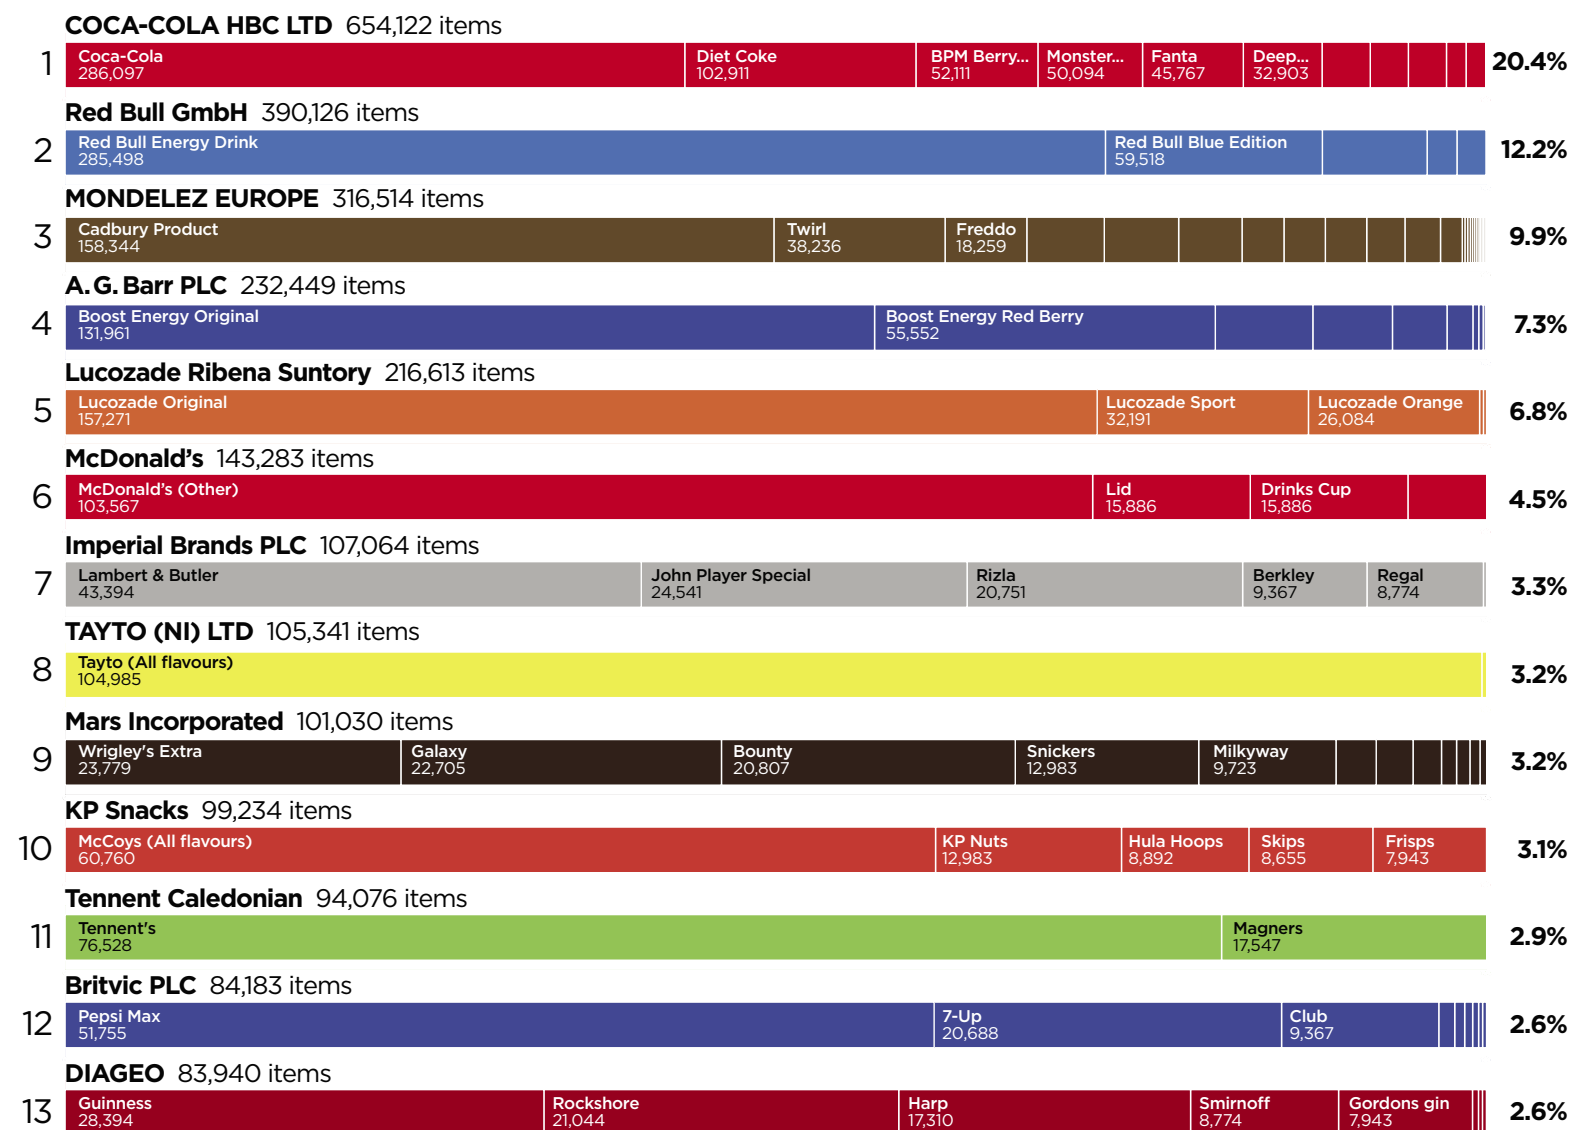 COCA-COLA HBC LTD 654,122 items
1 Coca-Cola Diet Coke BPM Berry... Monster... Fanta Deep... 20.4%
286,097 102,911 52,111 50,094 45,767 32,903
Red Bull GmbH 390,126 items
2 Red Bull Energy Drink Red Bull Blue Edition 12.2%
285,498 59,518
MONDELEZ EUROPE 316,514 items
3 Cadbury Product Twirl Freddo 9.9%
158,344 38,236 18,259
A.G. Barr PLC 232,449 items
4 Boost Energy Original Boost Energy Red Berry 7.3%
131,961 55,552
Lucozade Ribena Suntory 216,613 items
5 Lucozade Original Lucozade Sport Lucozade Orange 6.8%
157,271 32,191 26,084
McDonald's 143,283 items
6 McDonald's (Other) Lid Drinks Cup 4.5%
103,567 15,886 15,886
Imperial Brands PLC 107,064 items
7 Lambert & Butler John Player Special Rizla Berkley Regal 3.3%
43,394 24,541 20,751 9,367 8,774
TAYTO (NI) LTD 105,341 items
8 Tayto (All flavours) 3.2%
104,985
Mars Incorporated 101,030 items
9 Wrigley's Extra Galaxy Bounty Snickers Milkyway 3.2%
23,779 22,705 20,807 12,983 9,723
KP Snacks 99,234 items
10 McCoys (All flavours) KP Nuts Hula Hoops Skips Frisps 3.1%
60,760 12,983 8,892 8,655 7,943
Tennent Caledonian 94,076 items
11 Tennent's Magners 2.9%
76,528 17,547
Britvic PLC 84,183 items
12 Pepsi Max 7-Up Club 2.6%
51,755 20,688 9,367
DIAGEO 83,940 items
13 Guinness Rockshore Harp Smirnoff Gordons gin 2.6%
28,394 21,044 17,310 8,774 7,943